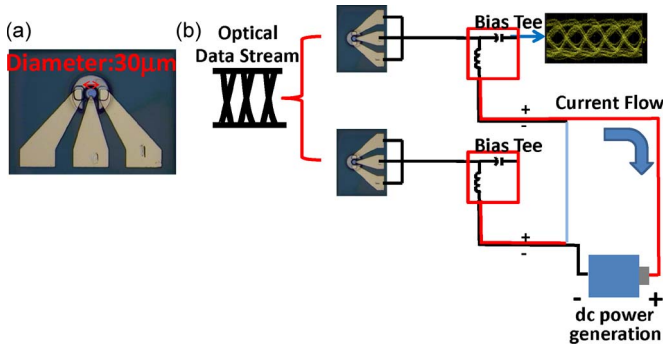 (a)
(b)
Diameter:30μm
Optical
Data Stream
Bias Tee
Current Flow
+
-
Bias Tee
+
-
- +
dc power
generation